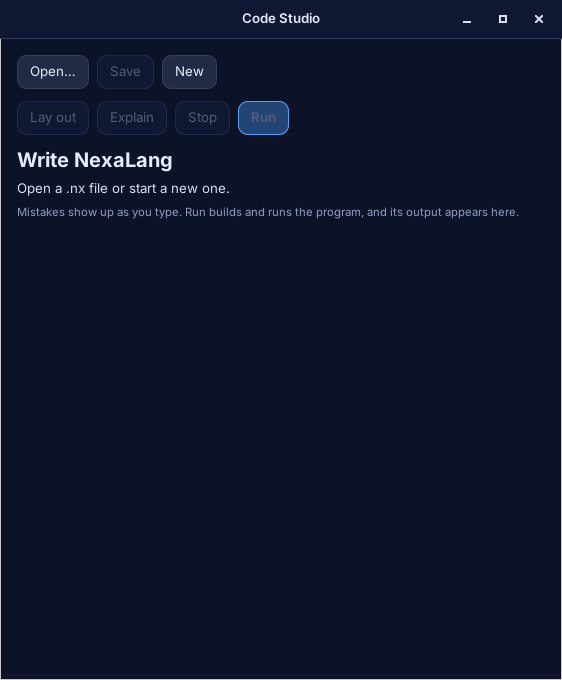 Code Studio
Open... Save New
Lay out Explain Stop Run
Write NexaLang
Open a .nx file or start a new one.
Mistakes show up as you type. Run builds and runs the program, and its output appears here.